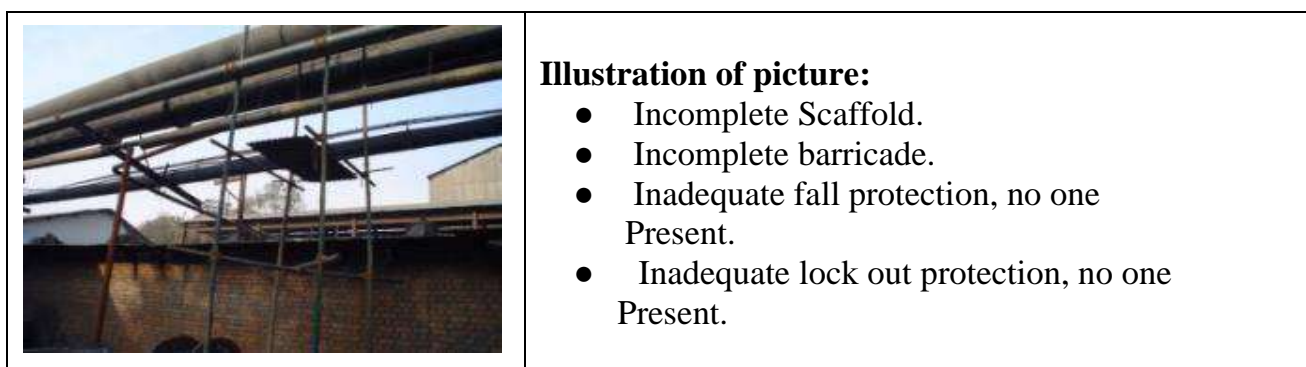 Illustration of picture:
● Incomplete Scaffold.
● Incomplete barricade.
● Inadequate fall protection, no one
Present.
● Inadequate lock out protection, no one
Present.